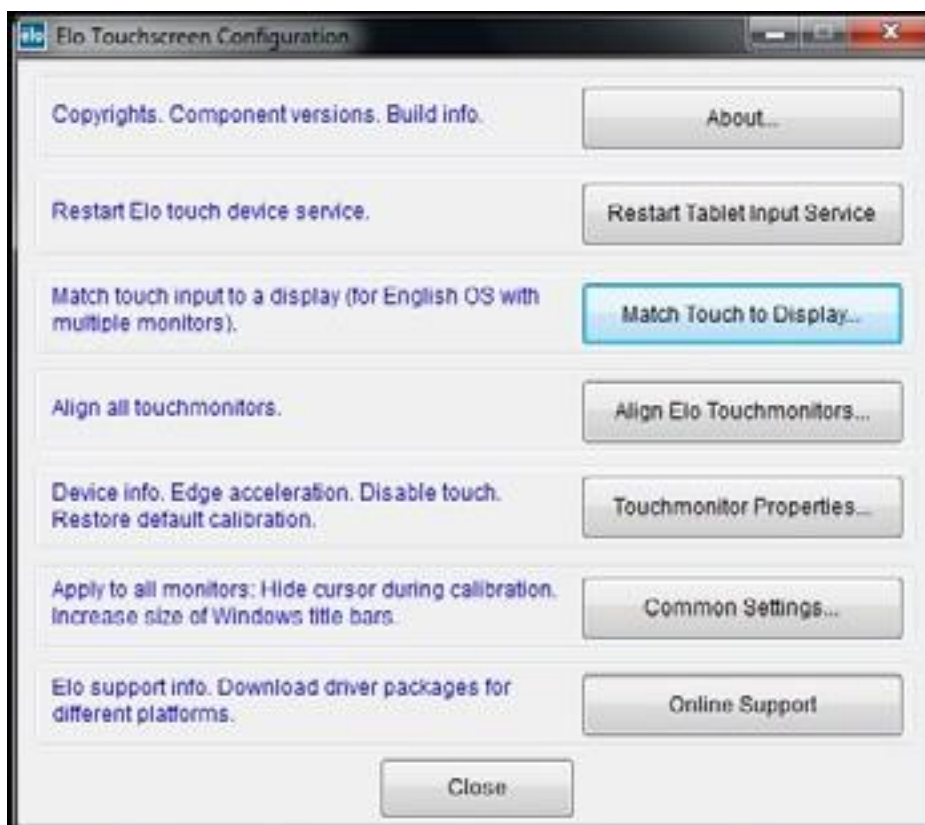 elo Elo Touchscreen Configuration
Copyrights. Component versions. Build info.
About...
Restart Elo touch device service.
Restart Tablet Input Service
Match touch input to a display (for English OS with
multiple monitors).
Match Touch to Display...
Align all touchmonitors.
Align Elo Touchmonitors...
Device info. Edge acceleration. Disable touch.
Restore default calibration.
Touchmonitor Properties...
Apply to all monitors: Hide cursor during calibration.
Increase size of Windows title bars.
Common Settings...
Elo support info. Download driver packages for
different platforms.
Online Support
Close